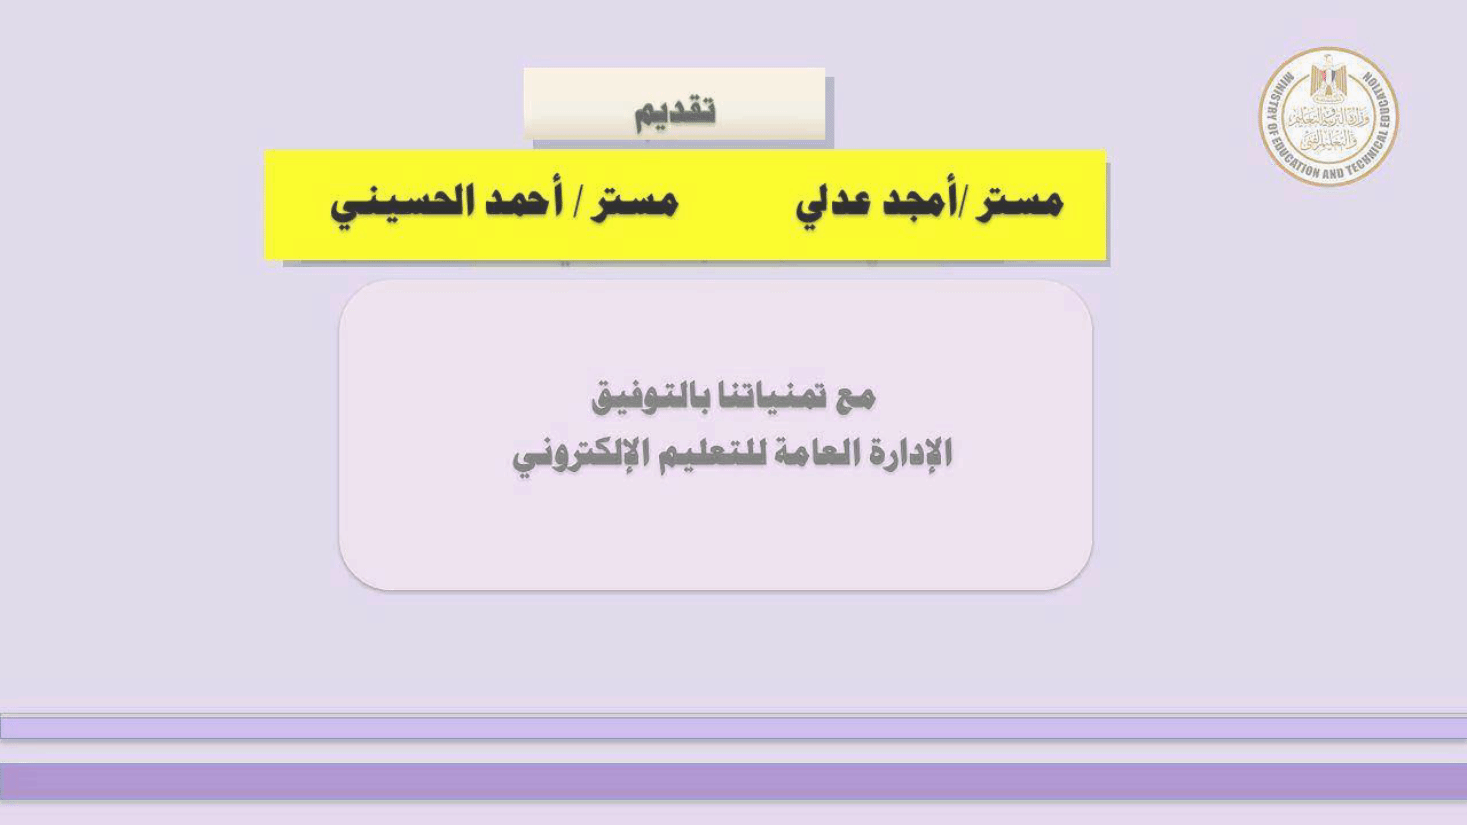 تقديم
مستر /أمجد عدلي مستر / أحمد الحسيني
مع تمنياتنا بالتوفيق
الإدارة العامة للتعليم الإلكتروني
وزارة التربية والتعليم
والتعليم الفني
MINISTRY OF EDUCATION AND TECHNICAL EDUCATION